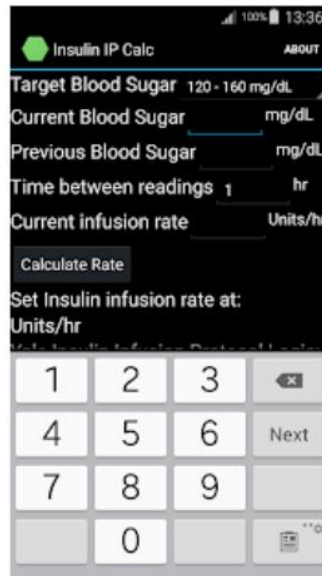 100% 13:36
Insulin IP Calc ABOUT
Target Blood Sugar 120 - 160 mg/dL
Current Blood Sugar mg/dL
Previous Blood Sugar mg/dL
Time between readings 1 hr
Current infusion rate Units/hr
Calculate Rate
Set Insulin infusion rate at:
Units/hr
1 2 3
4 5 6 Next
7 8 9
0